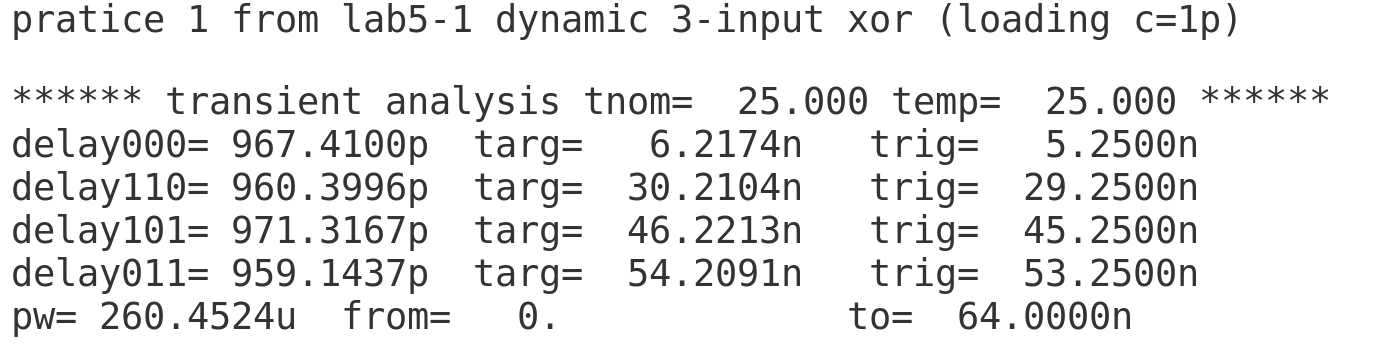 pratice 1 from lab5-1 dynamic 3-input xor (loading c=1p)
****** transient analysis tnom=  25.000 temp=  25.000 ******
delay000= 967.4100p  targ=   6.2174n   trig=   5.2500n
delay110= 960.3996p  targ=  30.2104n   trig=  29.2500n
delay101= 971.3167p  targ=  46.2213n   trig=  45.2500n
delay011= 959.1437p  targ=  54.2091n   trig=  53.2500n
pw= 260.4524u  from=   0.             to=  64.0000n